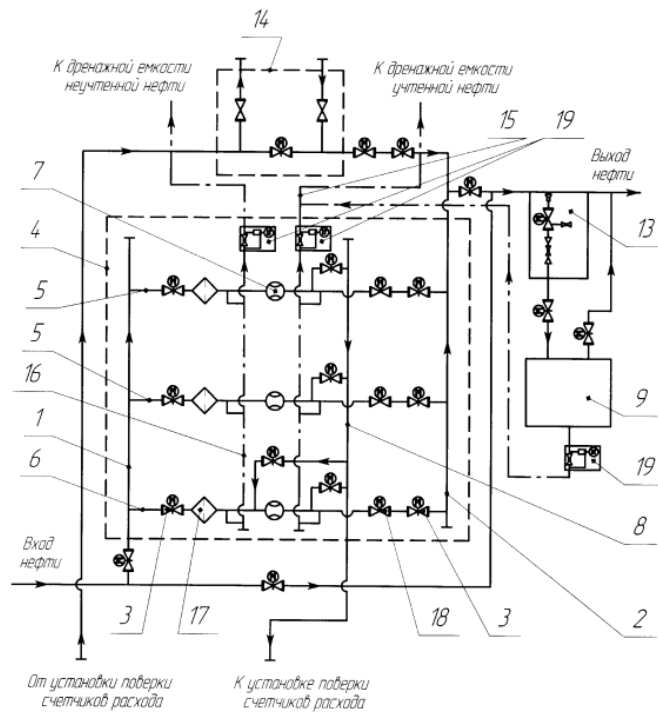 14
К дренажной емкости
неучтенной нефти
К дренажной емкости
учтенной нефти
15
19
Выход
нефти
7
4
13
5
5
16
9
1
6
19
8
Вход
нефти
3
17
18
3
2
От установки поверки
счетчиков расхода
К установке поверки
счетчиков расхода